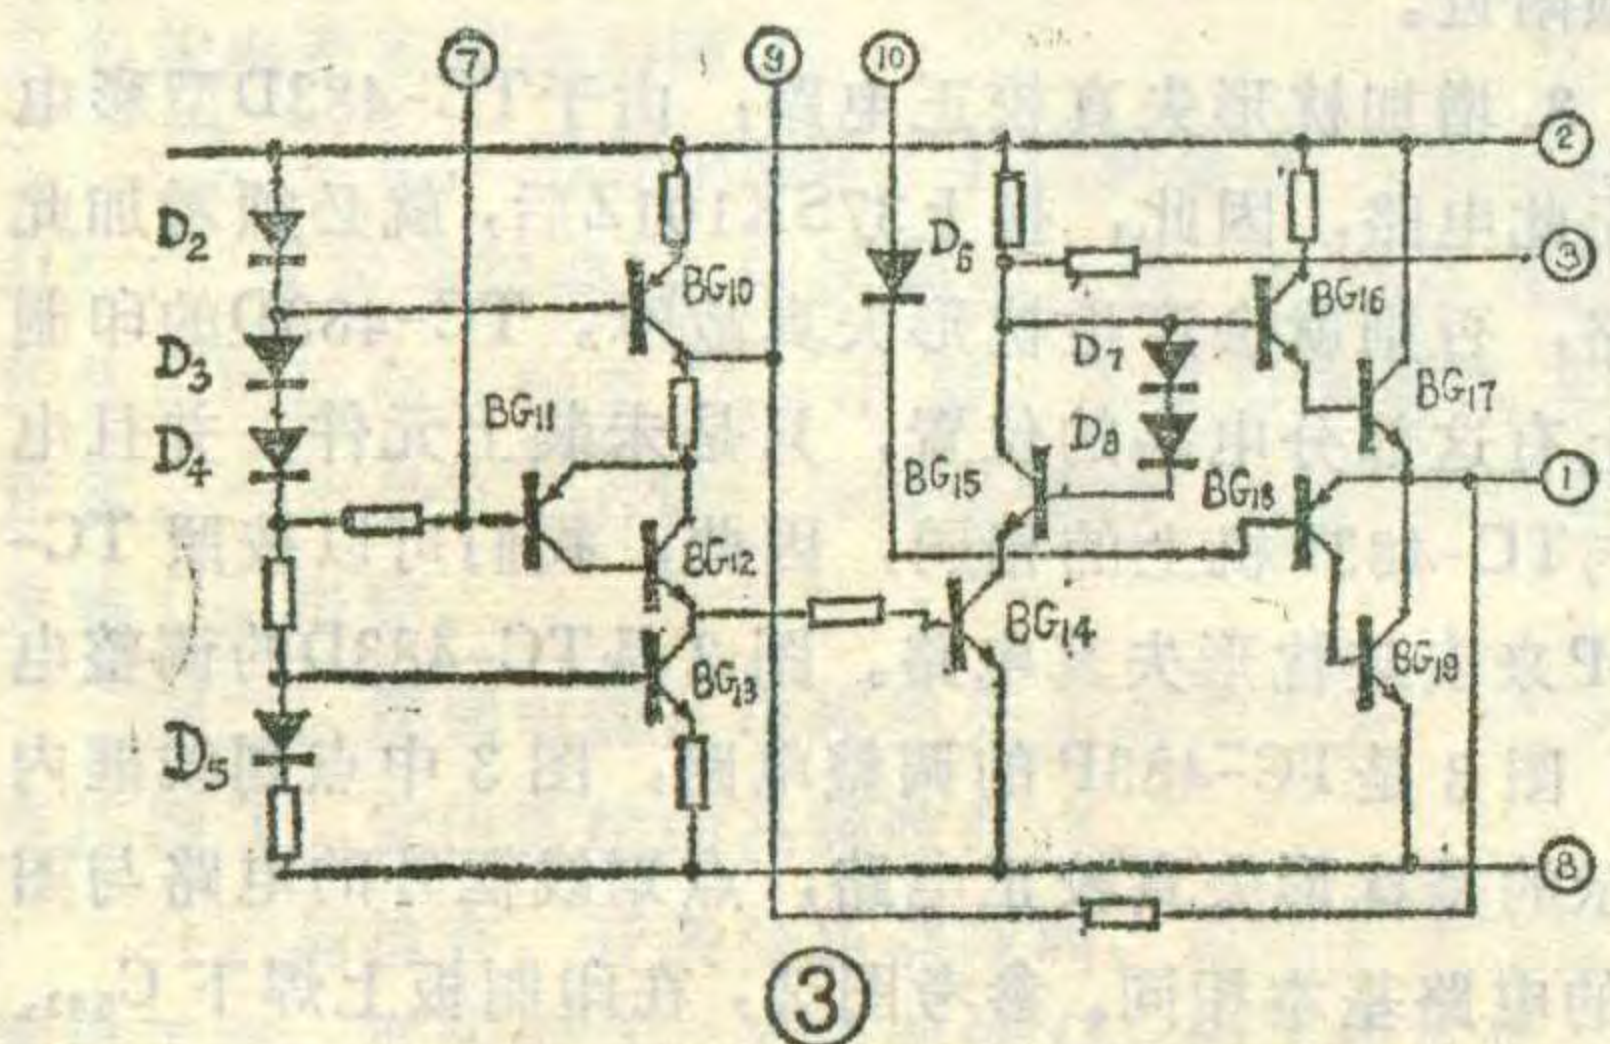 ⑦ ⑨ ⑩
②
D₂ D₆ ③
BG₁₀ BG₁₆
D₃ D₇
BG₁₁ BG₁₇
D₄ D₈
BG₁₅ BG₁₈ ①
BG₁₂
BG₁₄
BG₁₃ BG₁₉
D₅
⑧
③